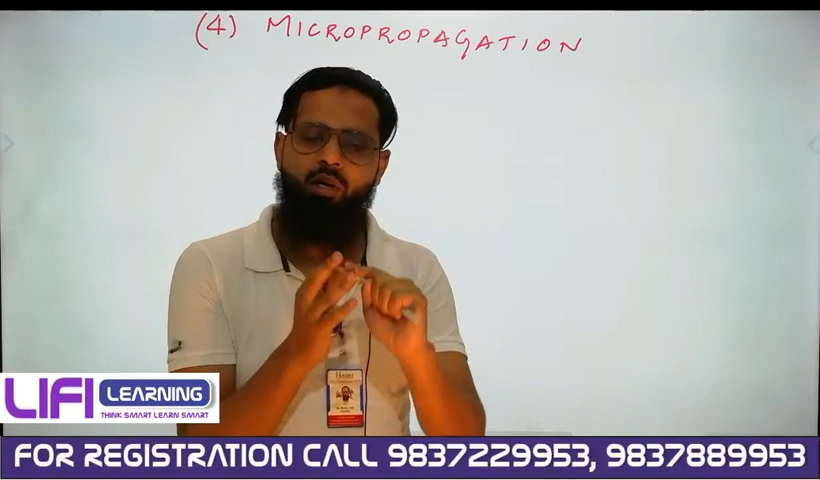 (4) MICROPROPAGATION
LIFI LEARNING
THINK SMART LEARN SMART
FOR REGISTRATION CALL 9837229953, 9837889953